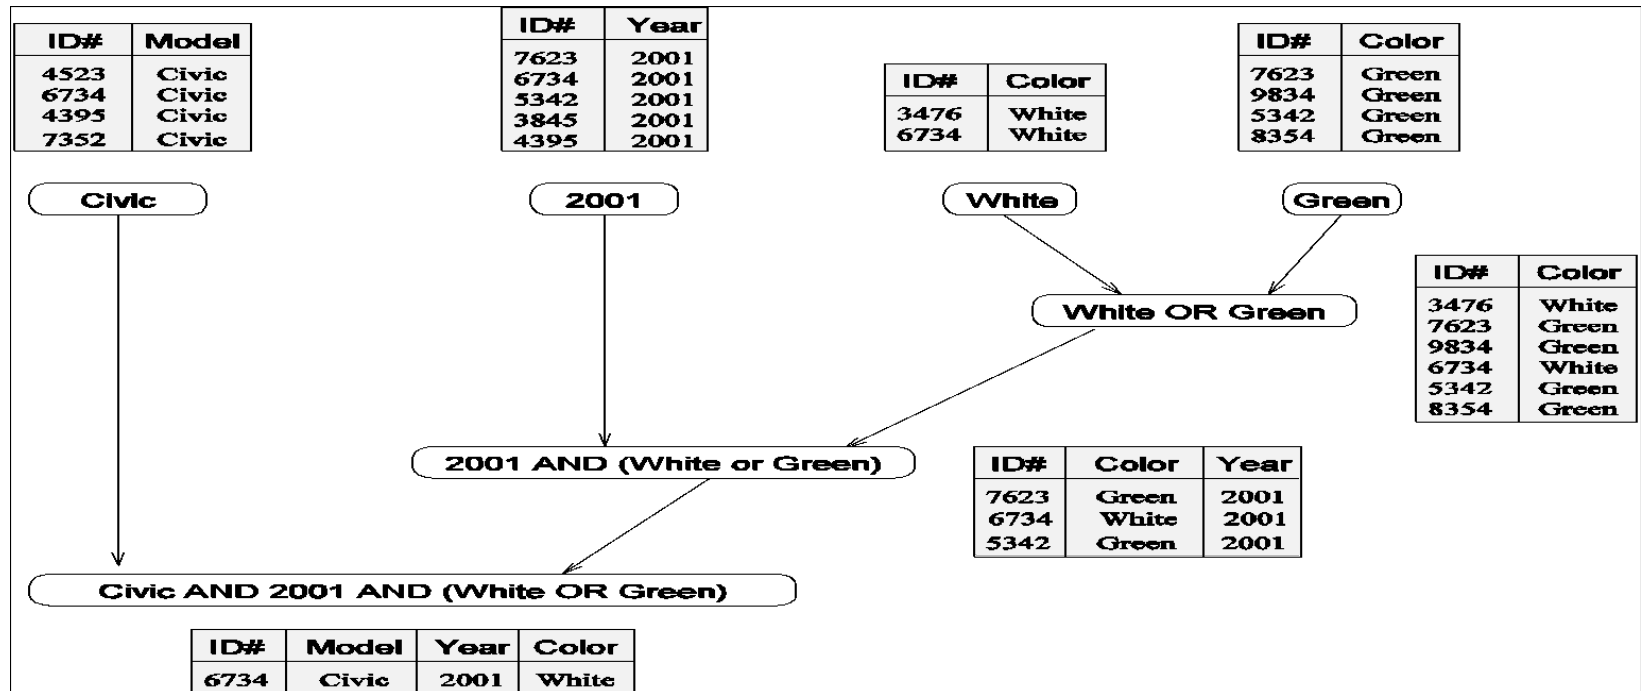 ID# Model
4523 Civic
6734 Civic
4395 Civic
7352 Civic
ID# Year
7623 2001
6734 2001
5342 2001
3845 2001
4395 2001
ID# Color
3476 White
6734 White
ID# Color
7623 Green
9834 Green
5342 Green
8354 Green
Civic
2001
White
Green
White OR Green
ID# Color
3476 White
7623 Green
9834 Green
6734 White
5342 Green
8354 Green
2001 AND (White or Green)
ID# Color Year
7623 Green 2001
6734 White 2001
5342 Green 2001
Civic AND 2001 AND (White OR Green)
ID# Model Year Color
6734 Civic 2001 White